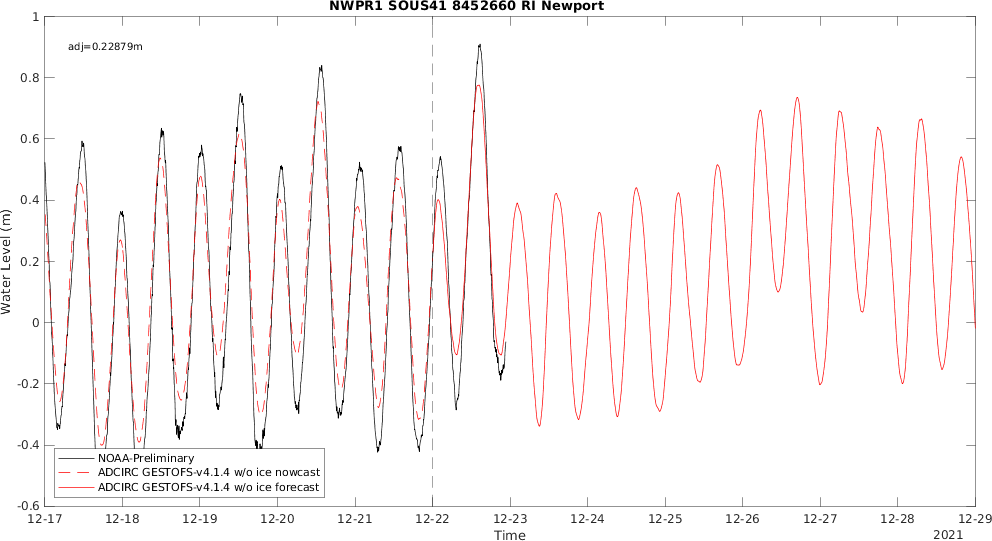 NWPR1 SOUS41 8452660 RI Newport
adj=0.22879m
1
0.8
0.6
0.4
0.2
0
-0.2
-0.4
-0.6
Water Level (m)
NOAA-Preliminary
ADCIRC GESTOFS-v4.1.4 w/o ice nowcast
ADCIRC GESTOFS-v4.1.4 w/o ice forecast
12-17 12-18 12-19 12-20 12-21 12-22 12-23 12-24 12-25 12-26 12-27 12-28 12-29
Time
2021